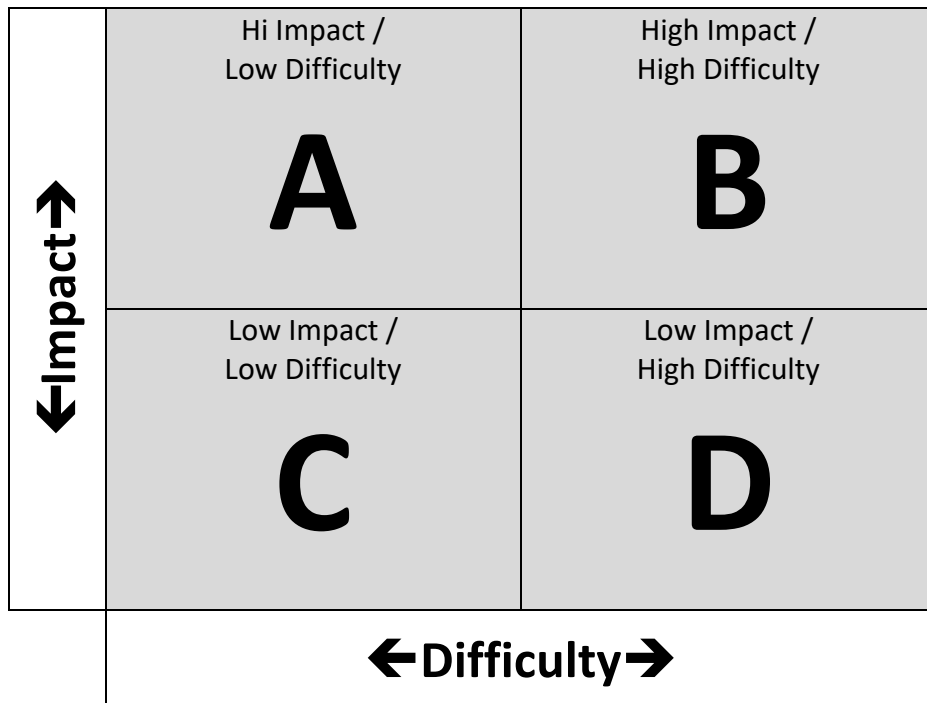 Hi Impact /
Low Difficulty
A
High Impact /
High Difficulty
B
←Impact→
Low Impact /
Low Difficulty
C
Low Impact /
High Difficulty
D
←Difficulty→